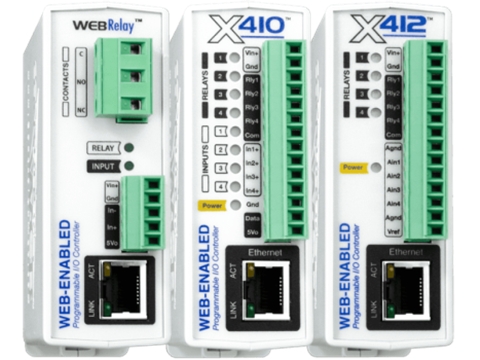 WEBRelay™
CONTACTS
C
NO
NC
RELAY
INPUT
Vin+
Gnd
In-
In+
5Vo
WEB-ENABLED
Programmable I/O Controller
ACT
LINK
X410™
RELAYS
1
2
3
4
INPUTS
1
2
3
4
Power
Vin+
Gnd
Rly1
Rly2
Rly3
Rly4
Com
In1+
In2+
In3+
In4+
Gnd
Data
5Vo
Ethernet
WEB-ENABLED
Programmable I/O Controller
ACT
LINK
X412™
RELAYS
1
2
3
4
Power
Vin+
Gnd
Rly1
Rly2
Rly3
Rly4
Com
Agnd
Ain1
Ain2
Ain3
Ain4
Agnd
Vref
Ethernet
WEB-ENABLED
Programmable I/O Controller
ACT
LINK